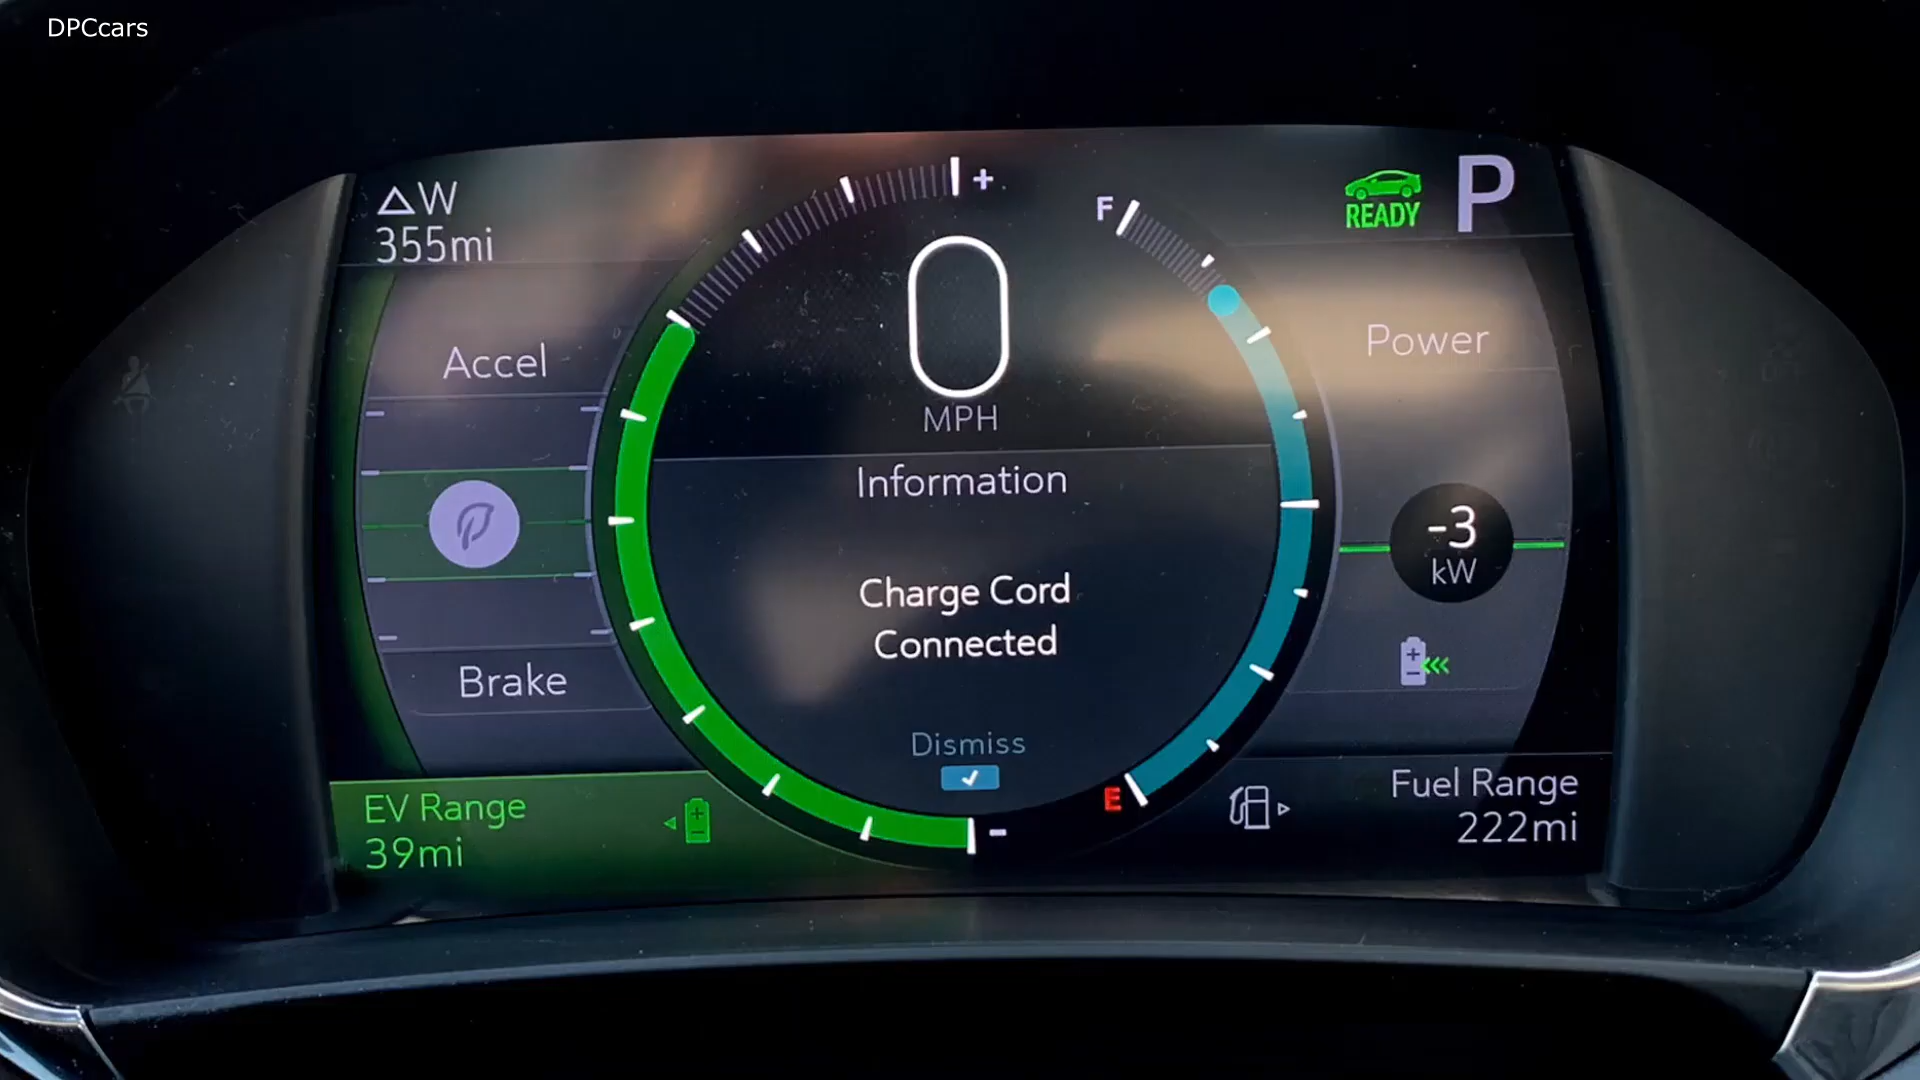 DPCcars
△W
355mi
+
F
READY
P
0
MPH
Accel
Power
Information
-3
kW
Charge Cord
Connected
Brake
Dismiss
E
-
EV Range
39mi
Fuel Range
222mi